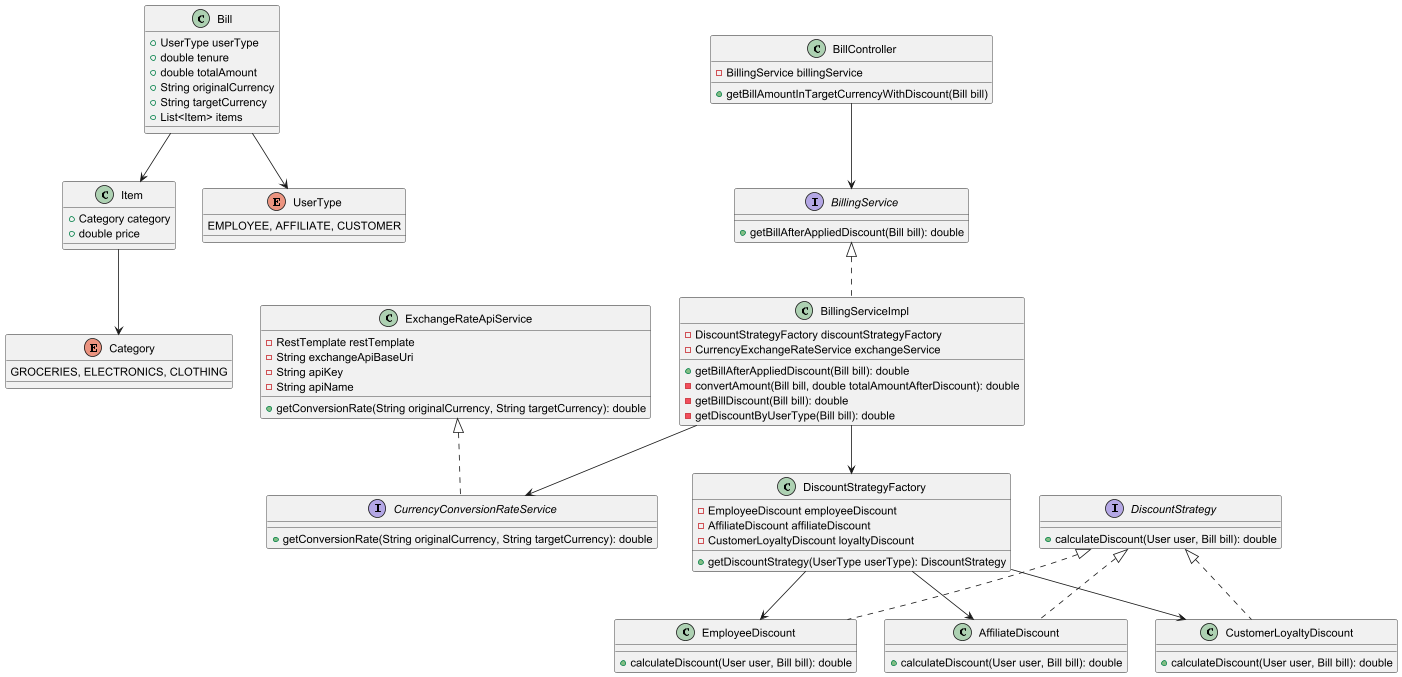 C Bill
UserType userType
double tenure
double totalAmount
String originalCurrency
String targetCurrency
List<Item> items
C BillController
BillingService billingService
getBillAmountInTargetCurrencyWithDiscount(Bill bill)
C Item
Category category
double price
E UserType
EMPLOYEE, AFFILIATE, CUSTOMER
I BillingService
getBillAfterAppliedDiscount(Bill bill): double
E Category
GROCERIES, ELECTRONICS, CLOTHING
C ExchangeRateApiService
RestTemplate restTemplate
String exchangeApiBaseUri
String apiKey
String apiName
getConversionRate(String originalCurrency, String targetCurrency): double
C BillingServiceImpl
DiscountStrategyFactory discountStrategyFactory
CurrencyExchangeRateService exchangeService
getBillAfterAppliedDiscount(Bill bill): double
convertAmount(Bill bill, double totalAmountAfterDiscount): double
getBillDiscount(Bill bill): double
getDiscountByUserType(Bill bill): double
I CurrencyConversionRateService
getConversionRate(String originalCurrency, String targetCurrency): double
C DiscountStrategyFactory
EmployeeDiscount employeeDiscount
AffiliateDiscount affiliateDiscount
CustomerLoyaltyDiscount loyaltyDiscount
getDiscountStrategy(UserType userType): DiscountStrategy
I DiscountStrategy
calculateDiscount(User user, Bill bill): double
C EmployeeDiscount
calculateDiscount(User user, Bill bill): double
C AffiliateDiscount
calculateDiscount(User user, Bill bill): double
C CustomerLoyaltyDiscount
calculateDiscount(User user, Bill bill): double